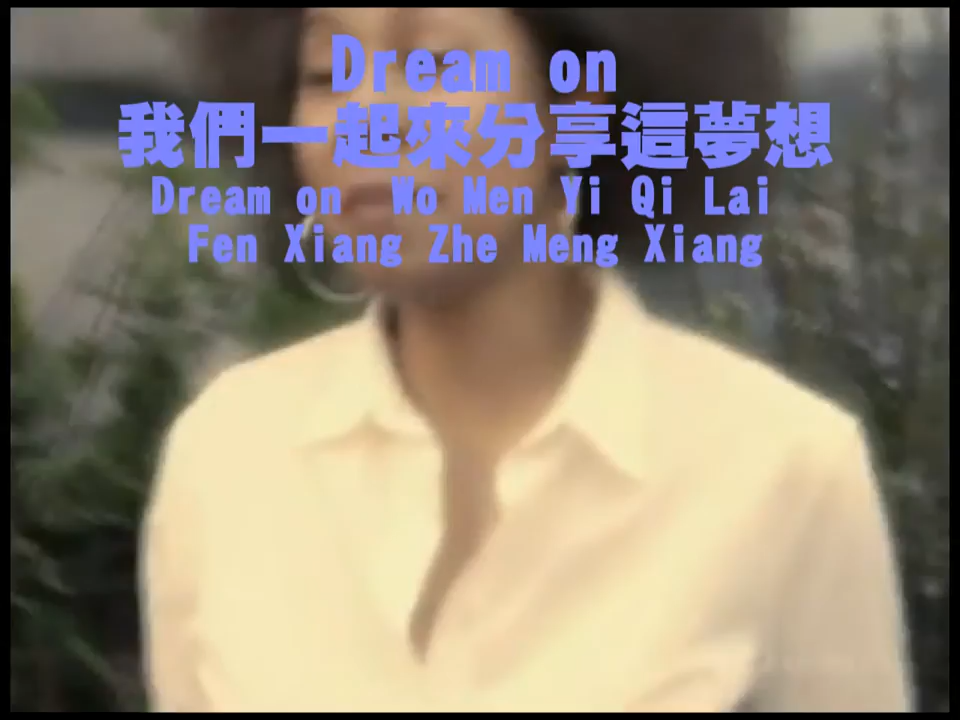 Dream on
我們一起來分享這夢想
Dream on  Wo Men Yi Qi Lai
Fen Xiang Zhe Meng Xiang